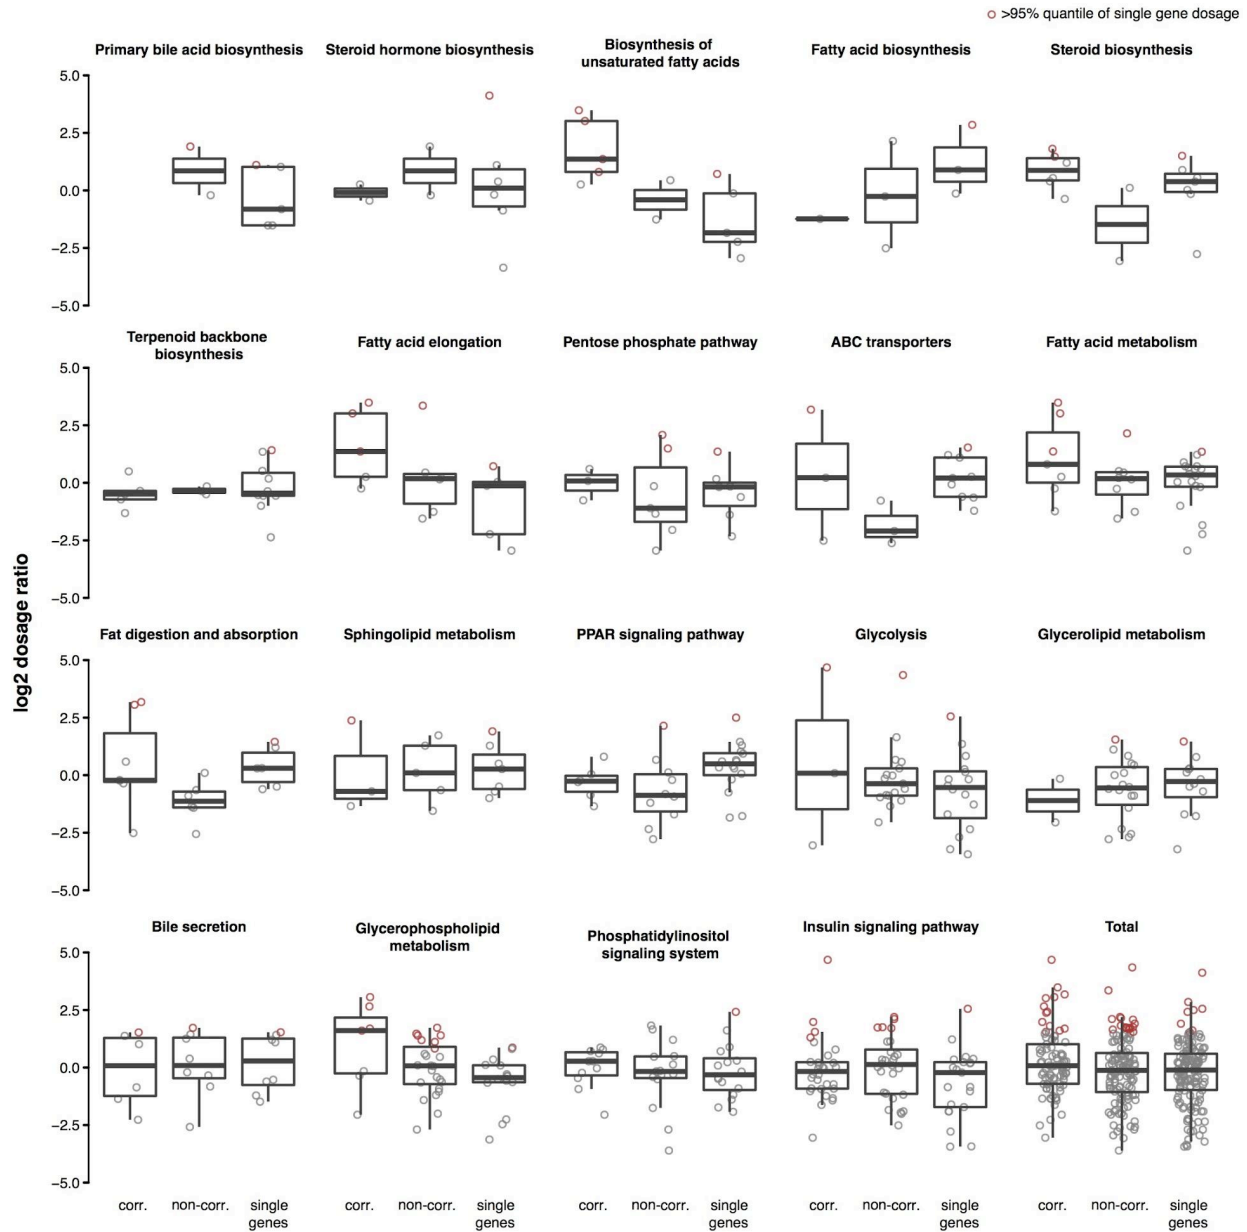 >95% quantile of single gene dosage
Primary bile acid biosynthesis
Steroid hormone biosynthesis
Biosynthesis of
unsaturated fatty acids
Fatty acid biosynthesis
Steroid biosynthesis
5.0
2.5
0.0
−2.5
−5.0
Terpenoid backbone
biosynthesis
Fatty acid elongation
Pentose phosphate pathway
ABC transporters
Fatty acid metabolism
5.0
2.5
0.0
−2.5
−5.0
log2 dosage ratio
Fat digestion and absorption
Sphingolipid metabolism
PPAR signaling pathway
Glycolysis
Glycerolipid metabolism
5.0
2.5
0.0
−2.5
−5.0
Bile secretion
Glycerophospholipid
metabolism
Phosphatidylinositol
signaling system
Insulin signaling pathway
Total
5.0
2.5
0.0
−2.5
−5.0
corr.
non-corr.
single
genes
corr.
non-corr.
single
genes
corr.
non-corr.
single
genes
corr.
non-corr.
single
genes
corr.
non-corr.
single
genes